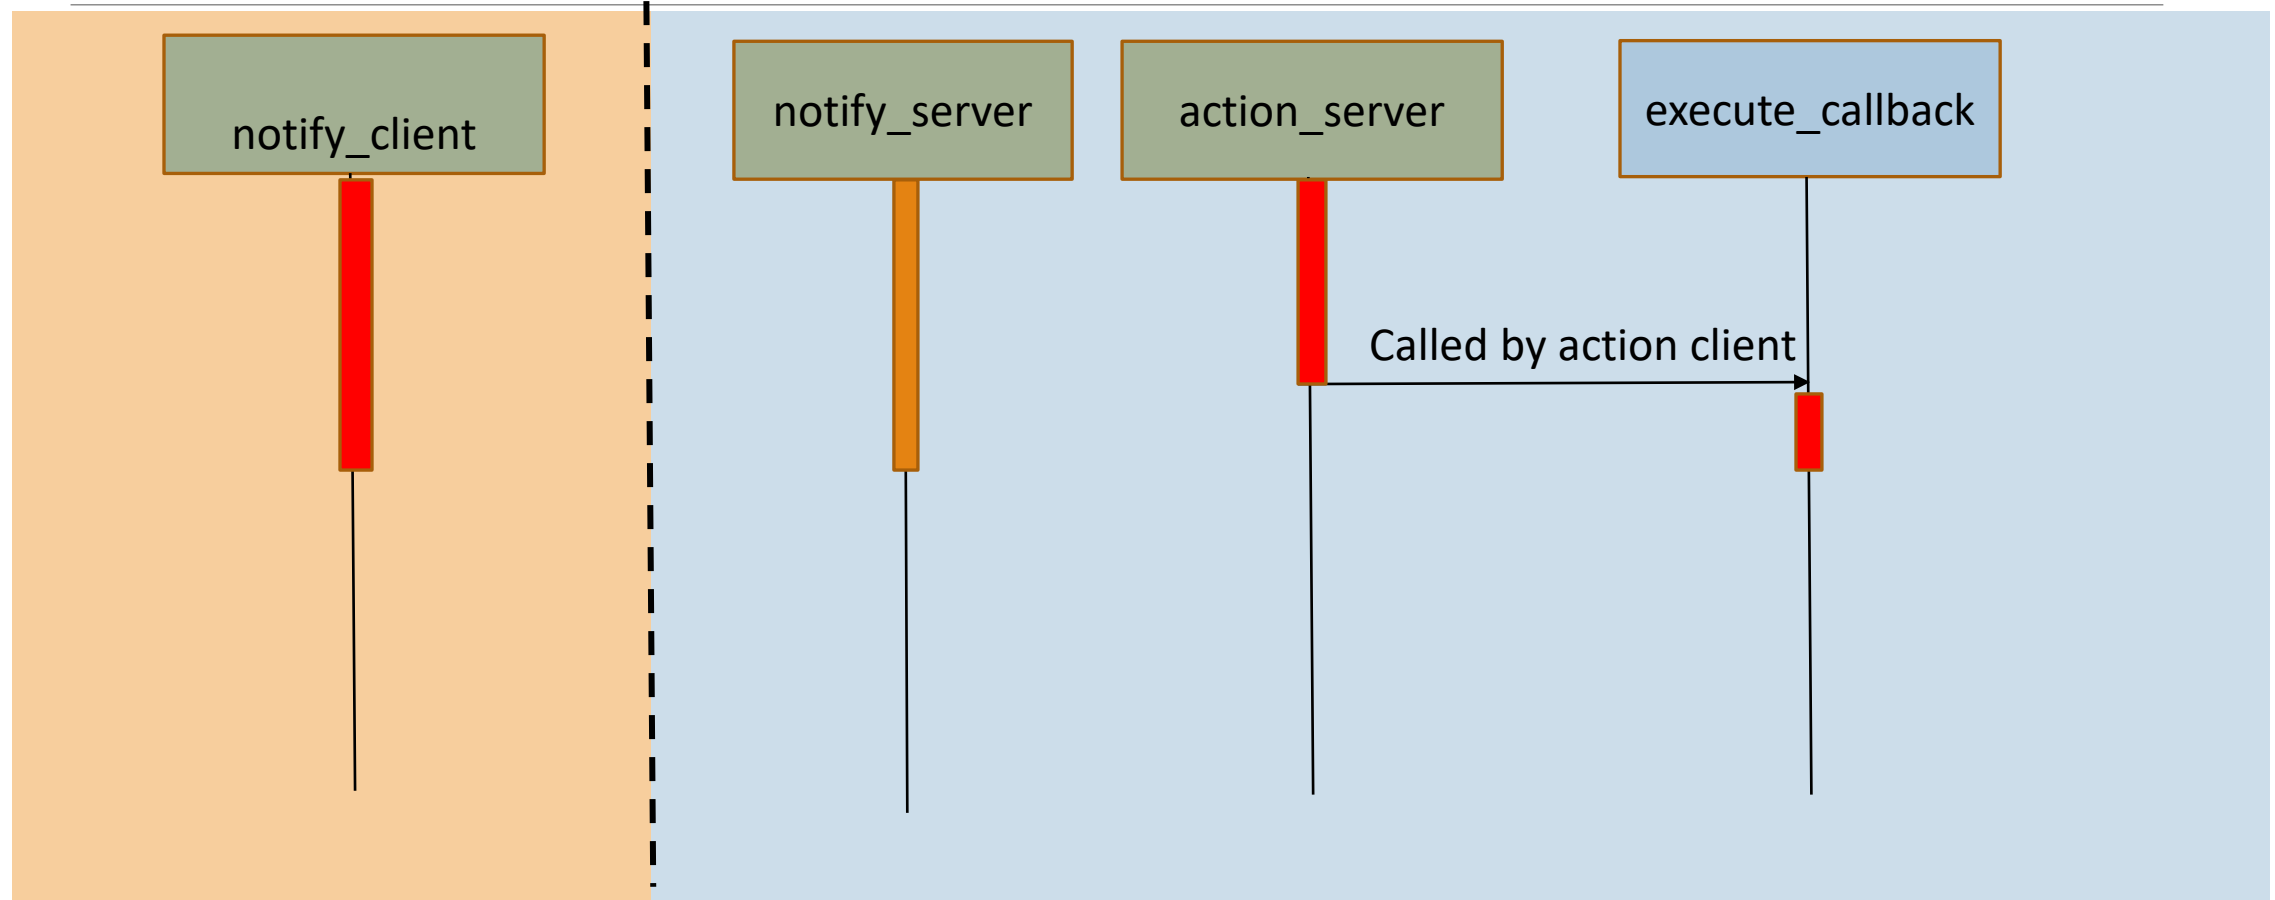 notify_client
notify_server
action_server
execute_callback
Called by action client